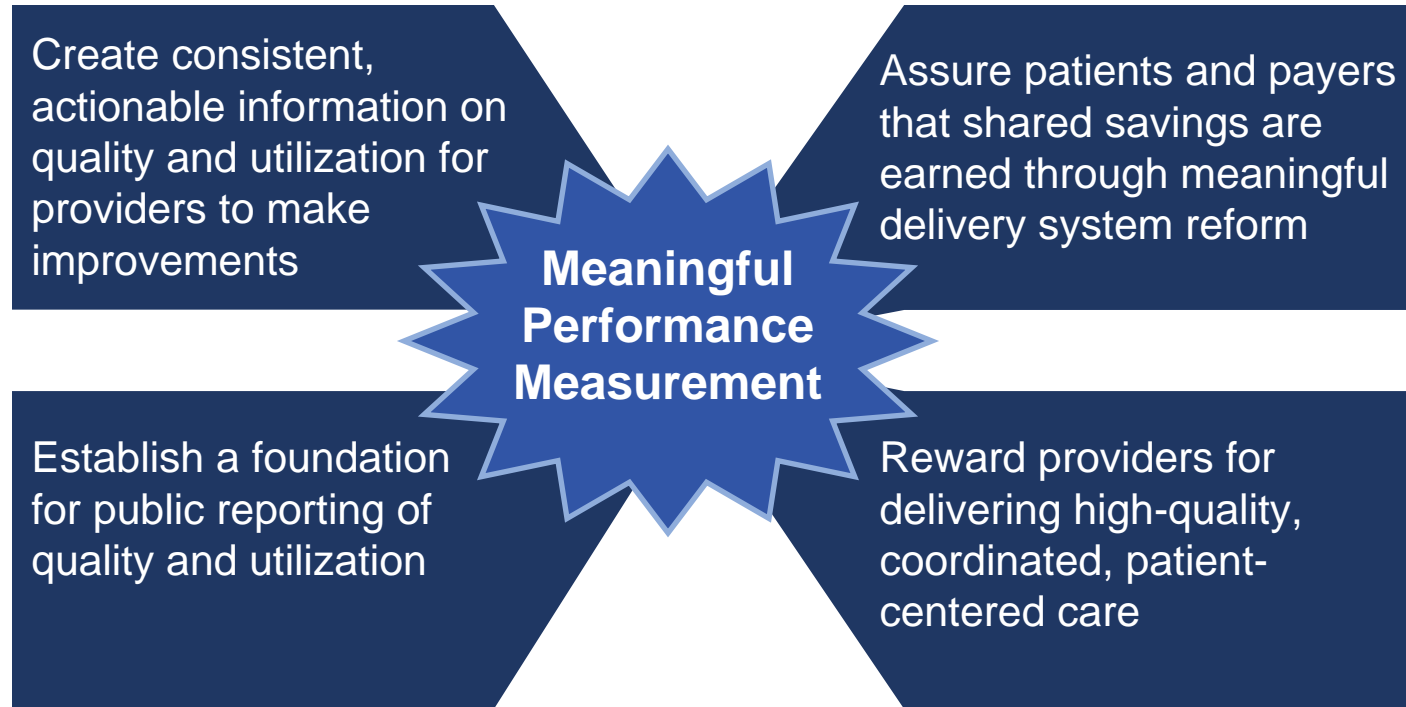 Create consistent,
actionable information on
quality and utilization for
providers to make
improvements
Assure patients and payers
that shared savings are
earned through meaningful
delivery system reform
Meaningful
Performance
Measurement
Establish a foundation
for public reporting of
quality and utilization
Reward providers for
delivering high-quality,
coordinated, patient-
centered care